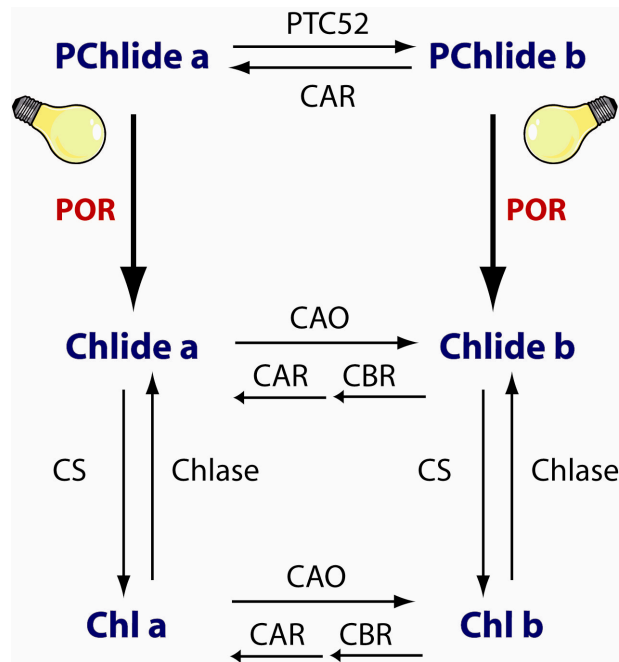 PTC52
PChlide a PChlide b
CAR
POR POR
CAO
Chlide a Chlide b
CAR CBR
CS Chlase CS Chlase
CAO
Chl a Chl b
CAR CBR